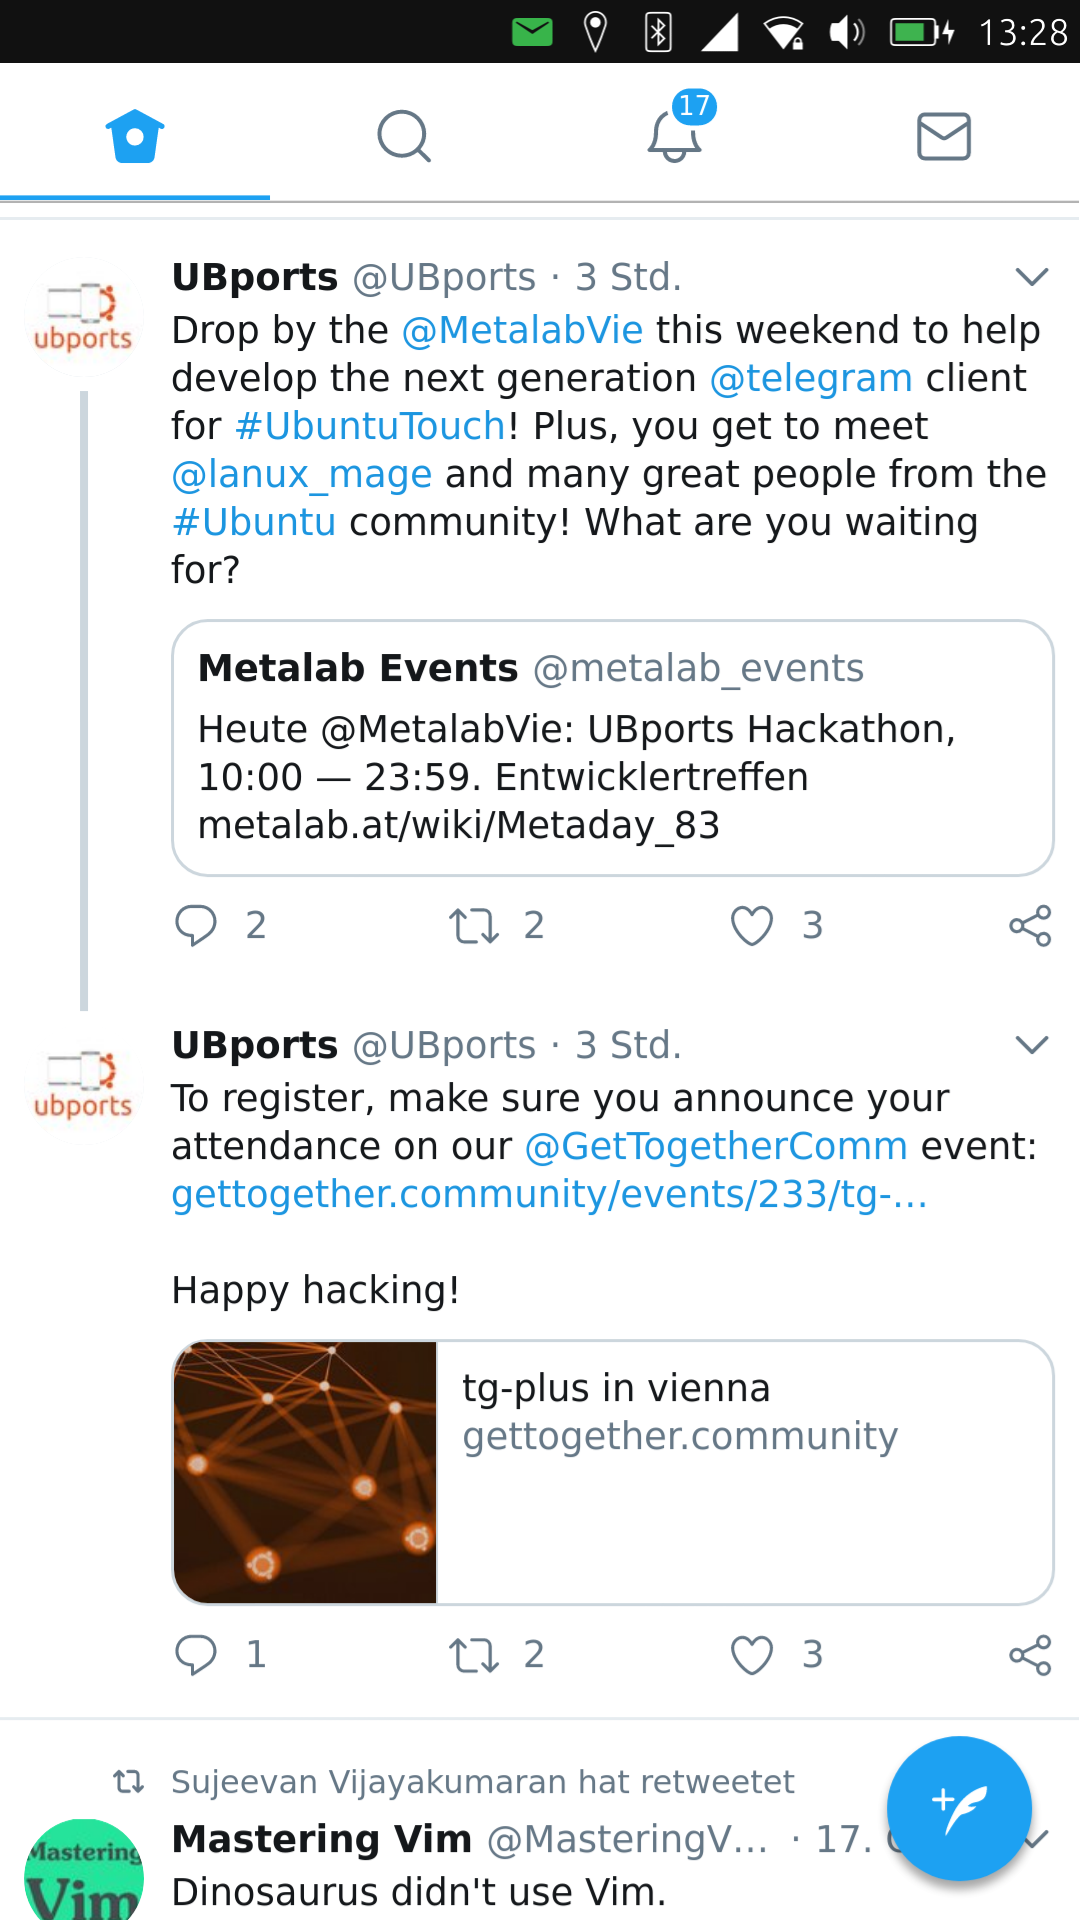 13:28
17
UBports @UBports · 3 Std.
ubports
Drop by the @MetalabVie this weekend to help
develop the next generation @telegram client
for #UbuntuTouch! Plus, you get to meet
@lanux_mage and many great people from the
#Ubuntu community! What are you waiting
for?
Metalab Events @metalab_events
Heute @MetalabVie: UBports Hackathon,
10:00 — 23:59. Entwicklertreffen
metalab.at/wiki/Metaday_83
2 2 3
UBports @UBports · 3 Std.
ubports
To register, make sure you announce your
attendance on our @GetTogetherComm event:
gettogether.community/events/233/tg-…
Happy hacking!
tg-plus in vienna
gettogether.community
1 2 3
Sujeevan Vijayakumaran hat retweetet
Mastering Vim @MasteringV… · 17.
Mastering
Vim
Dinosaurus didn't use Vim.